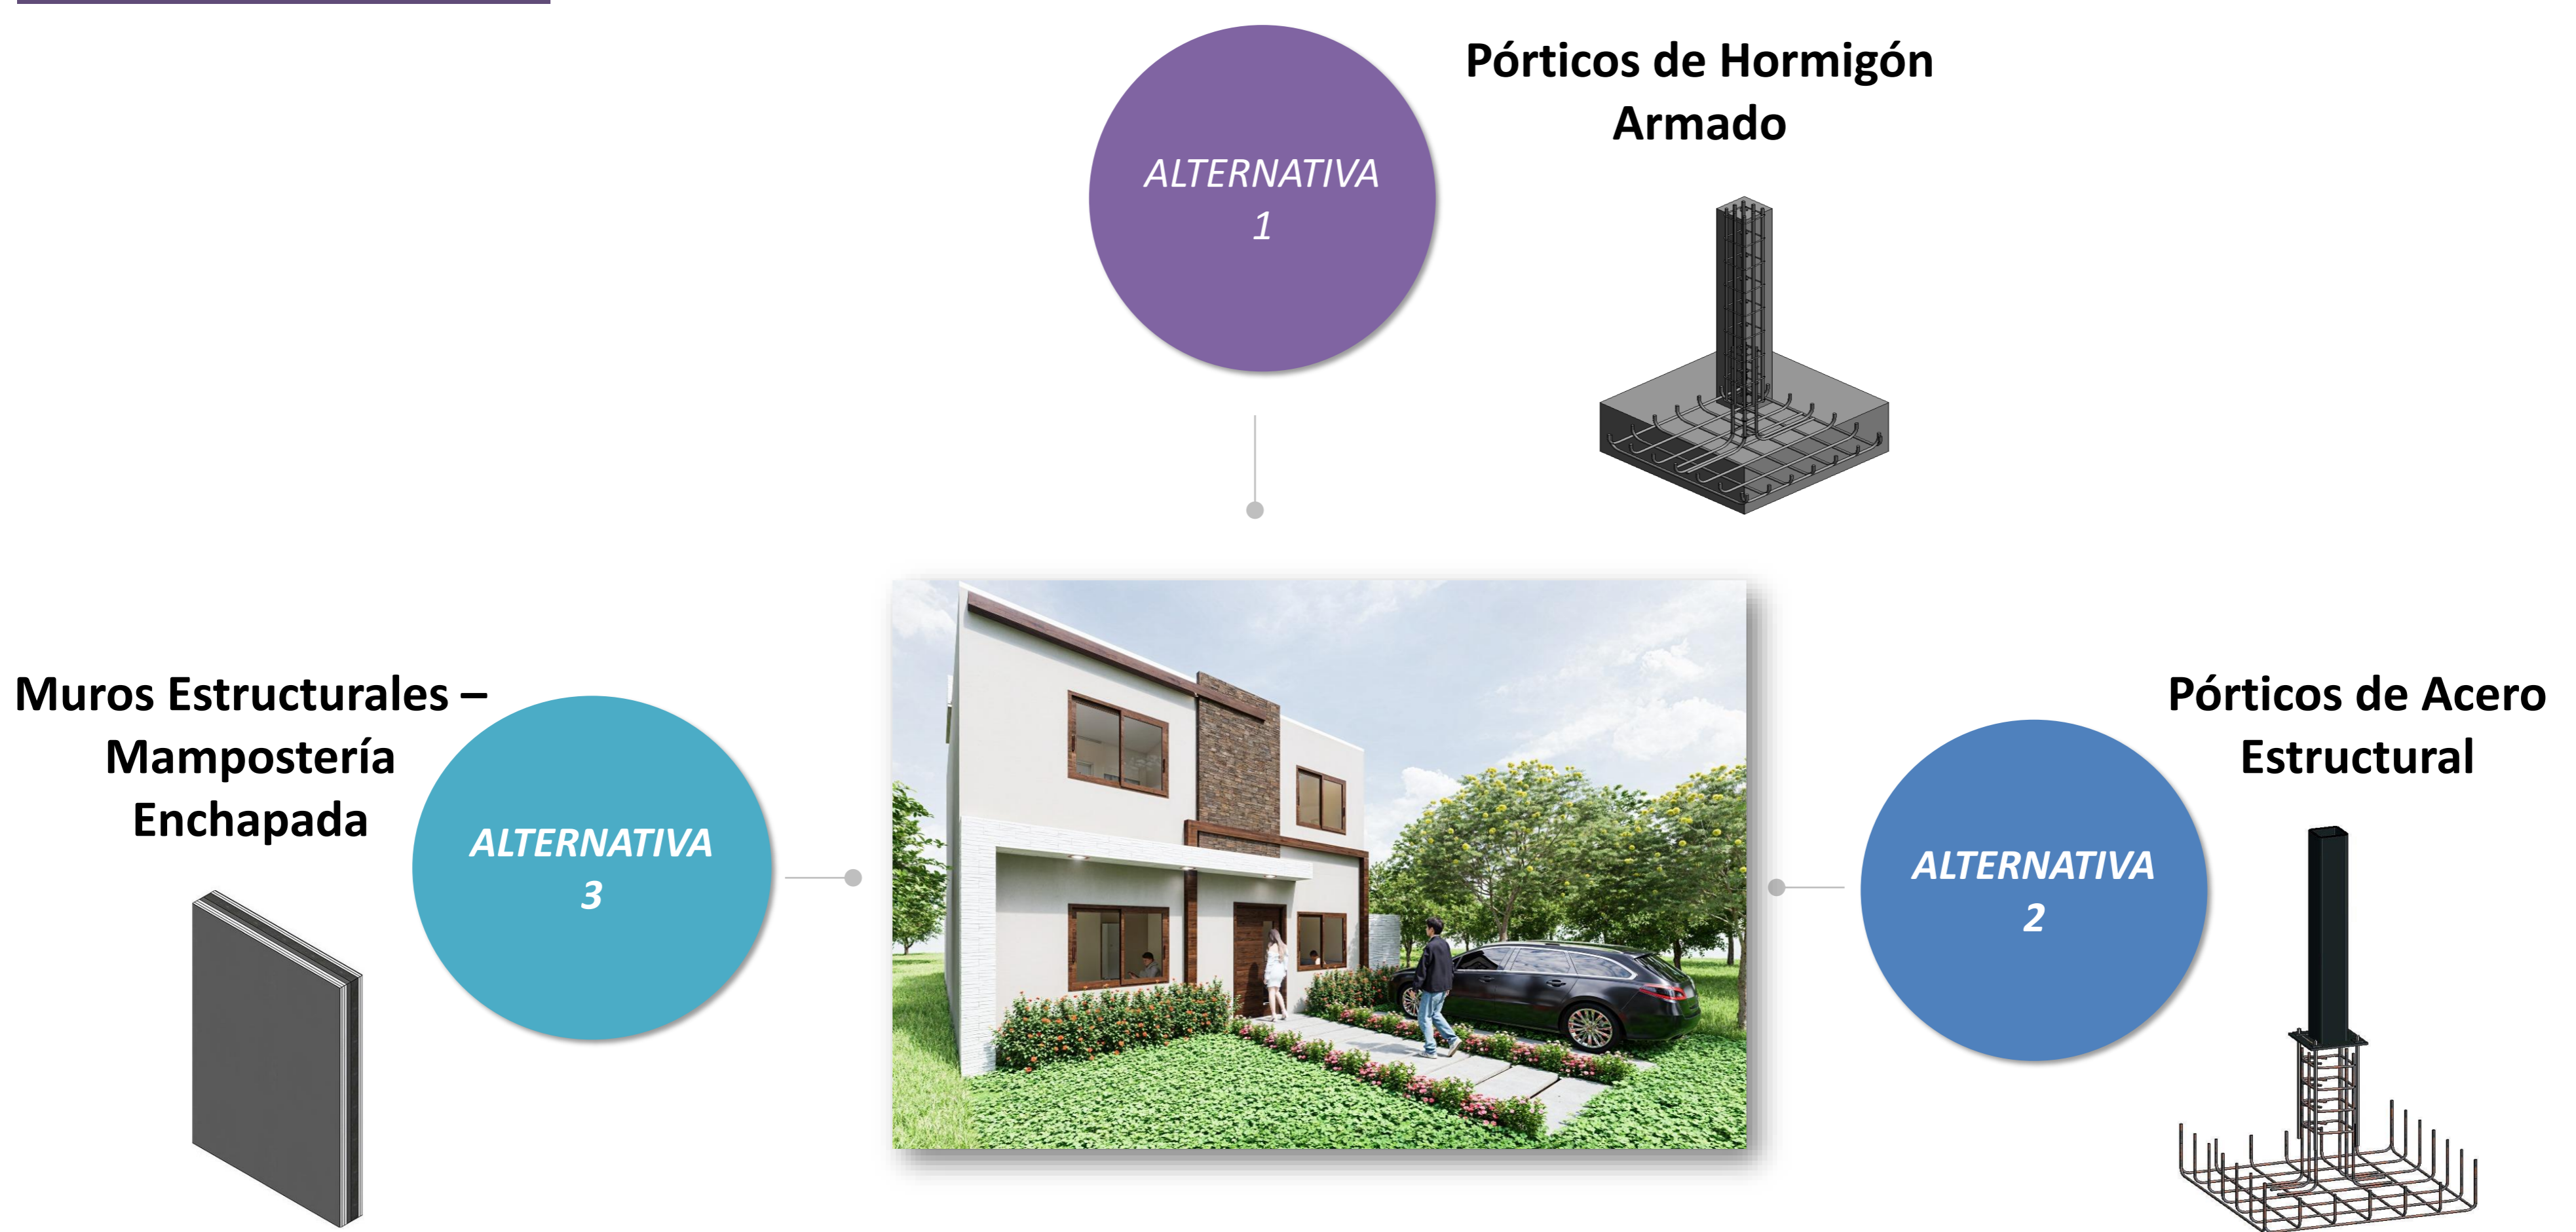 ALTERNATIVA
1
Pórticos de Hormigón
Armado
Muros Estructurales –
Mampostería
Enchapada
ALTERNATIVA
3
ALTERNATIVA
2
Pórticos de Acero
Estructural